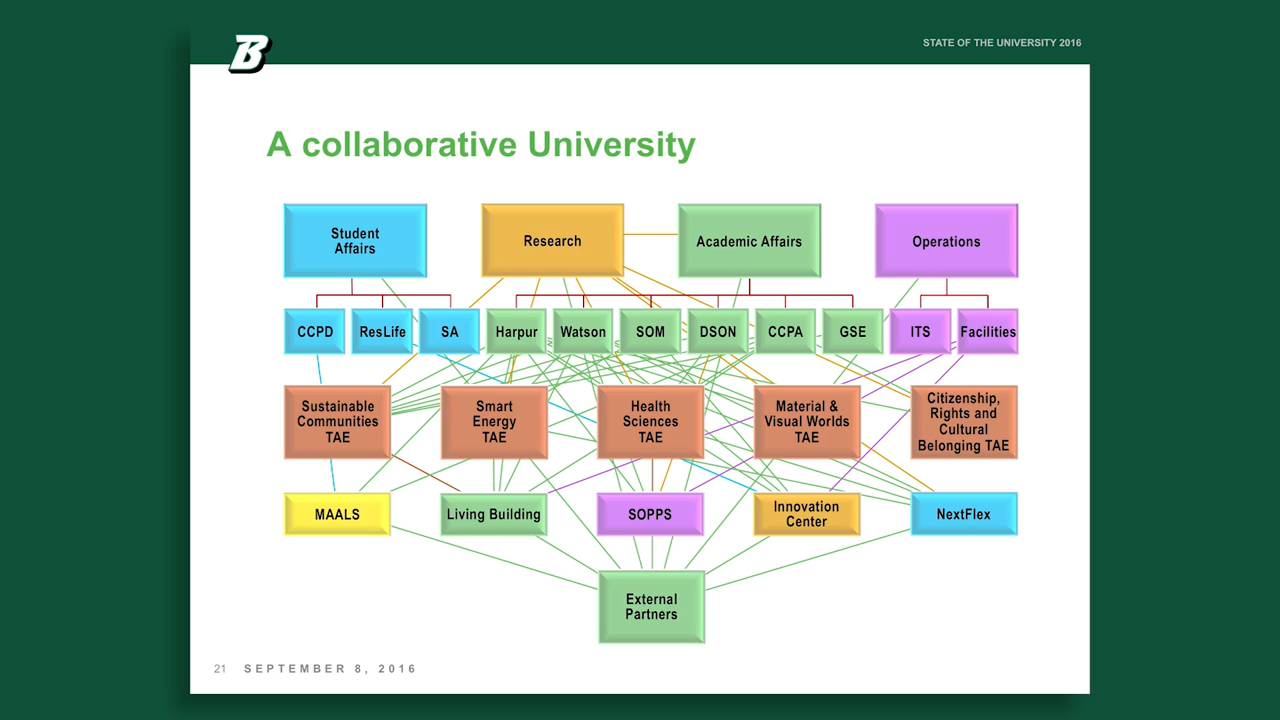 B
STATE OF THE UNIVERSITY 2016
A collaborative University
Student
Affairs
Research
Academic Affairs
Operations
CCPD
ResLife
SA
Harpur
Watson
SOM
DSON
CCPA
GSE
ITS
Facilities
Sustainable
Communities
TAE
Smart
Energy
TAE
Health
Sciences
TAE
Material &
Visual Worlds
TAE
Citizenship,
Rights and
Cultural
Belonging TAE
MAALS
Living Building
SOPPS
Innovation
Center
NextFlex
External
Partners
21 SEPTEMBER 8, 2016